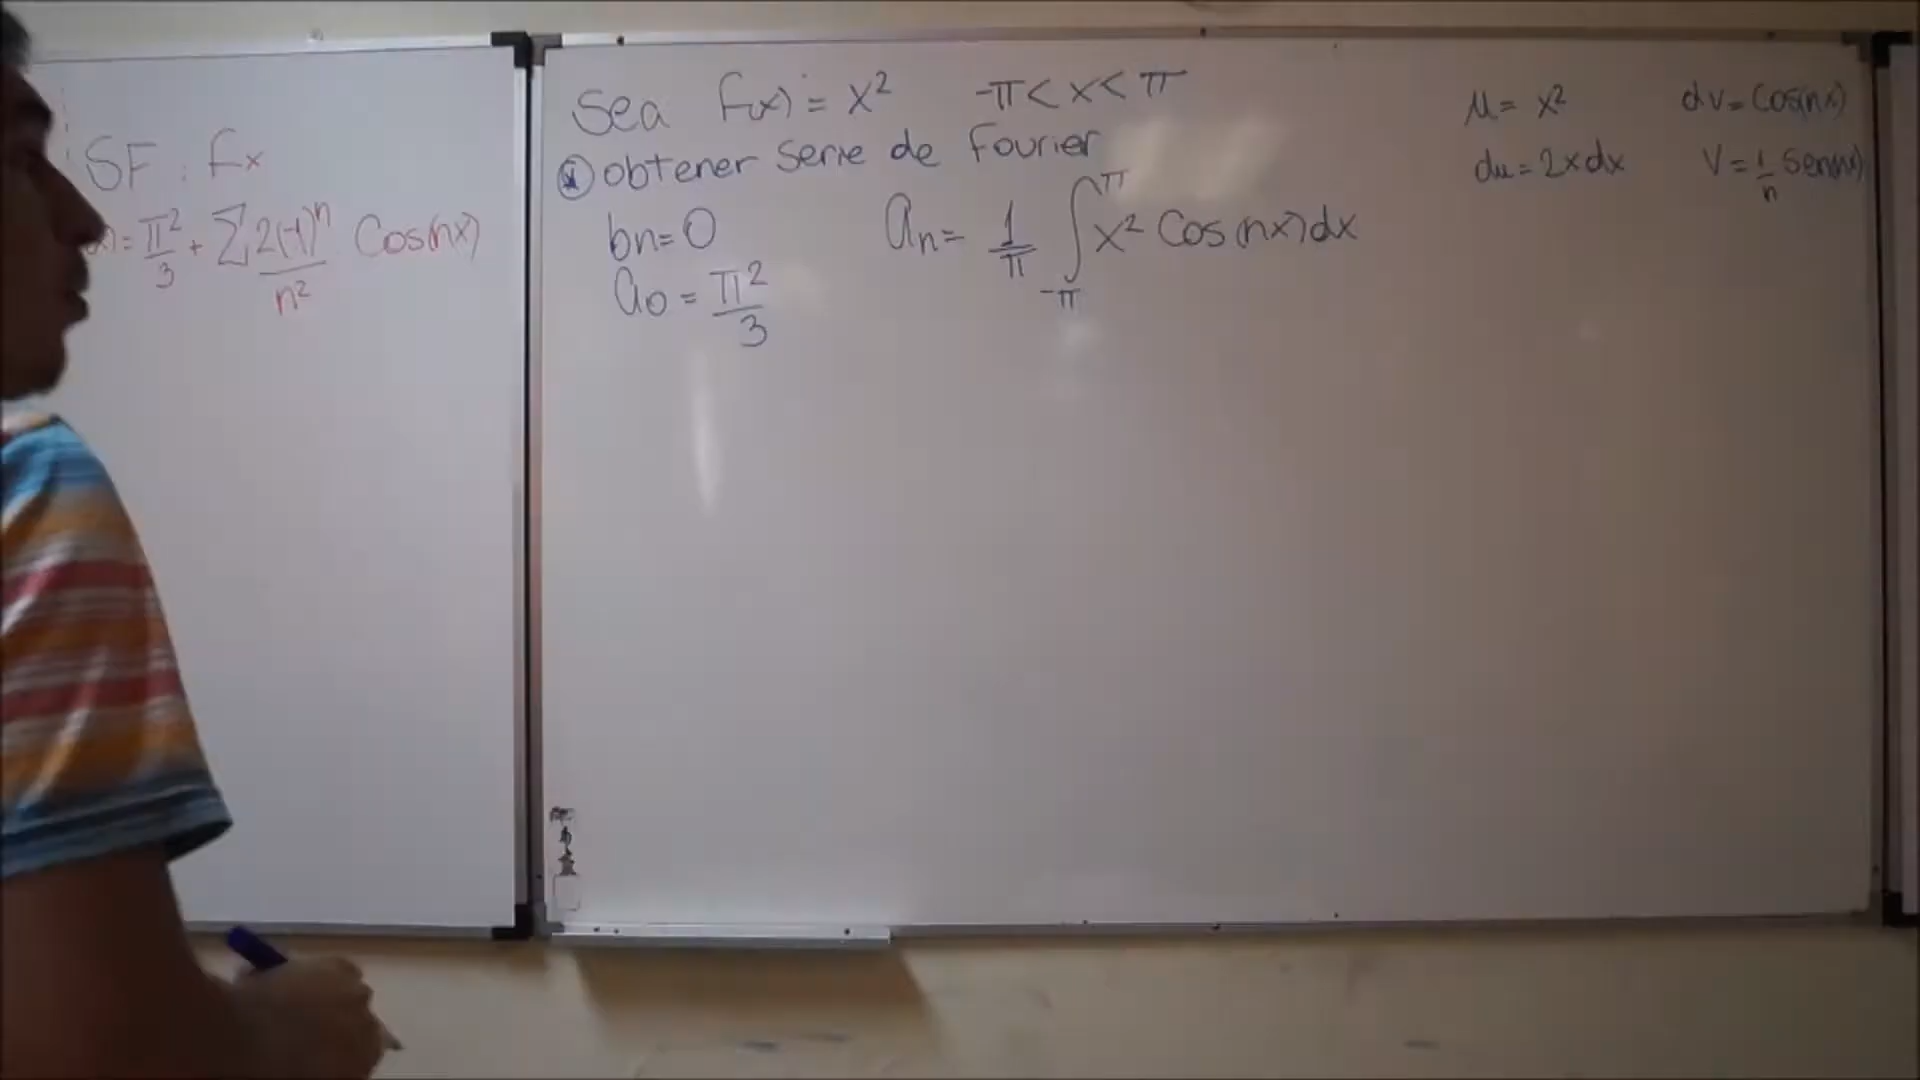 SF: Fx
x) = π²/3 + Σ 2(-1)ⁿ/n² Cos(nx)
Sea F(x) = x² -π < x < π
obtener serie de Fourier
bn = 0
a₀ = π²/3
aₙ = 1/π ∫_{-π}^{π} x² Cos(nx) dx
μ = x² dv = Cos(nx)
du = 2x dx V = 1/n Sen(nx)